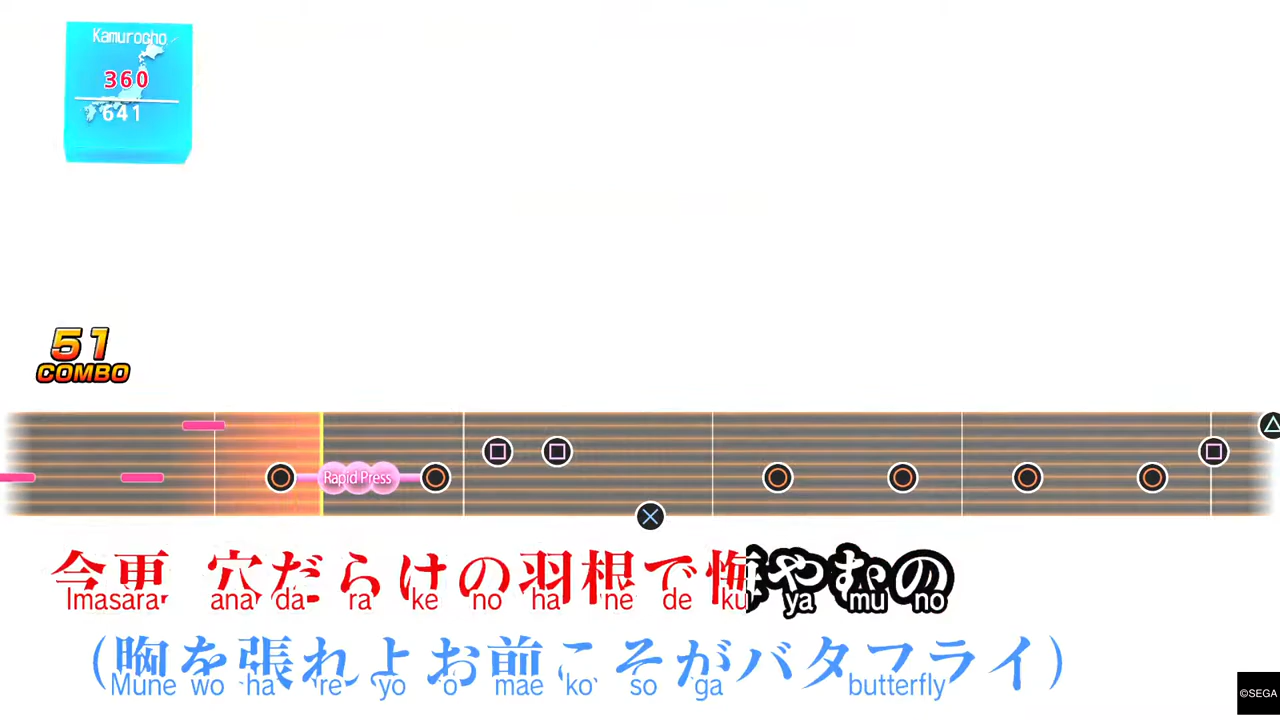 Kamurocho
360
641
51
COMBO
Rapid Press
今更 穴だらけの羽根で悔やむの
Imasara ana da ra ke no ha ne de ku ya mu no
（胸を張れよお前こそがバタフライ）
Mune wo ha re yo o mae ko so ga butterfly
©SEGA